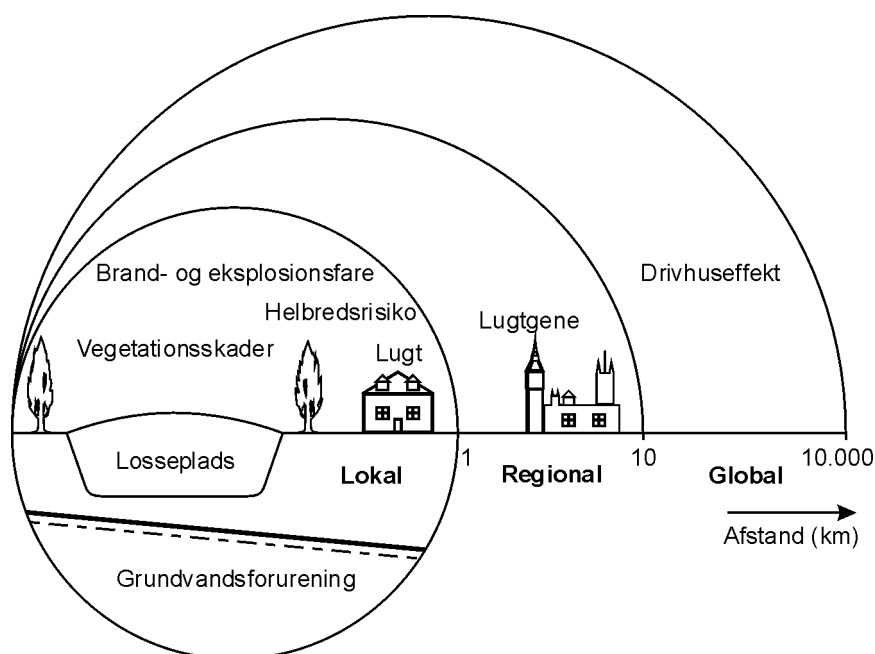 Brand- og eksplosionsfare
Drivhuseffekt
Helbredsrisiko
Lugtgene
Vegetationsskader
Lugt
Losseplads
Lokal
1
Regional
10
Global
10.000
Afstand (km)
Grundvandsforurening